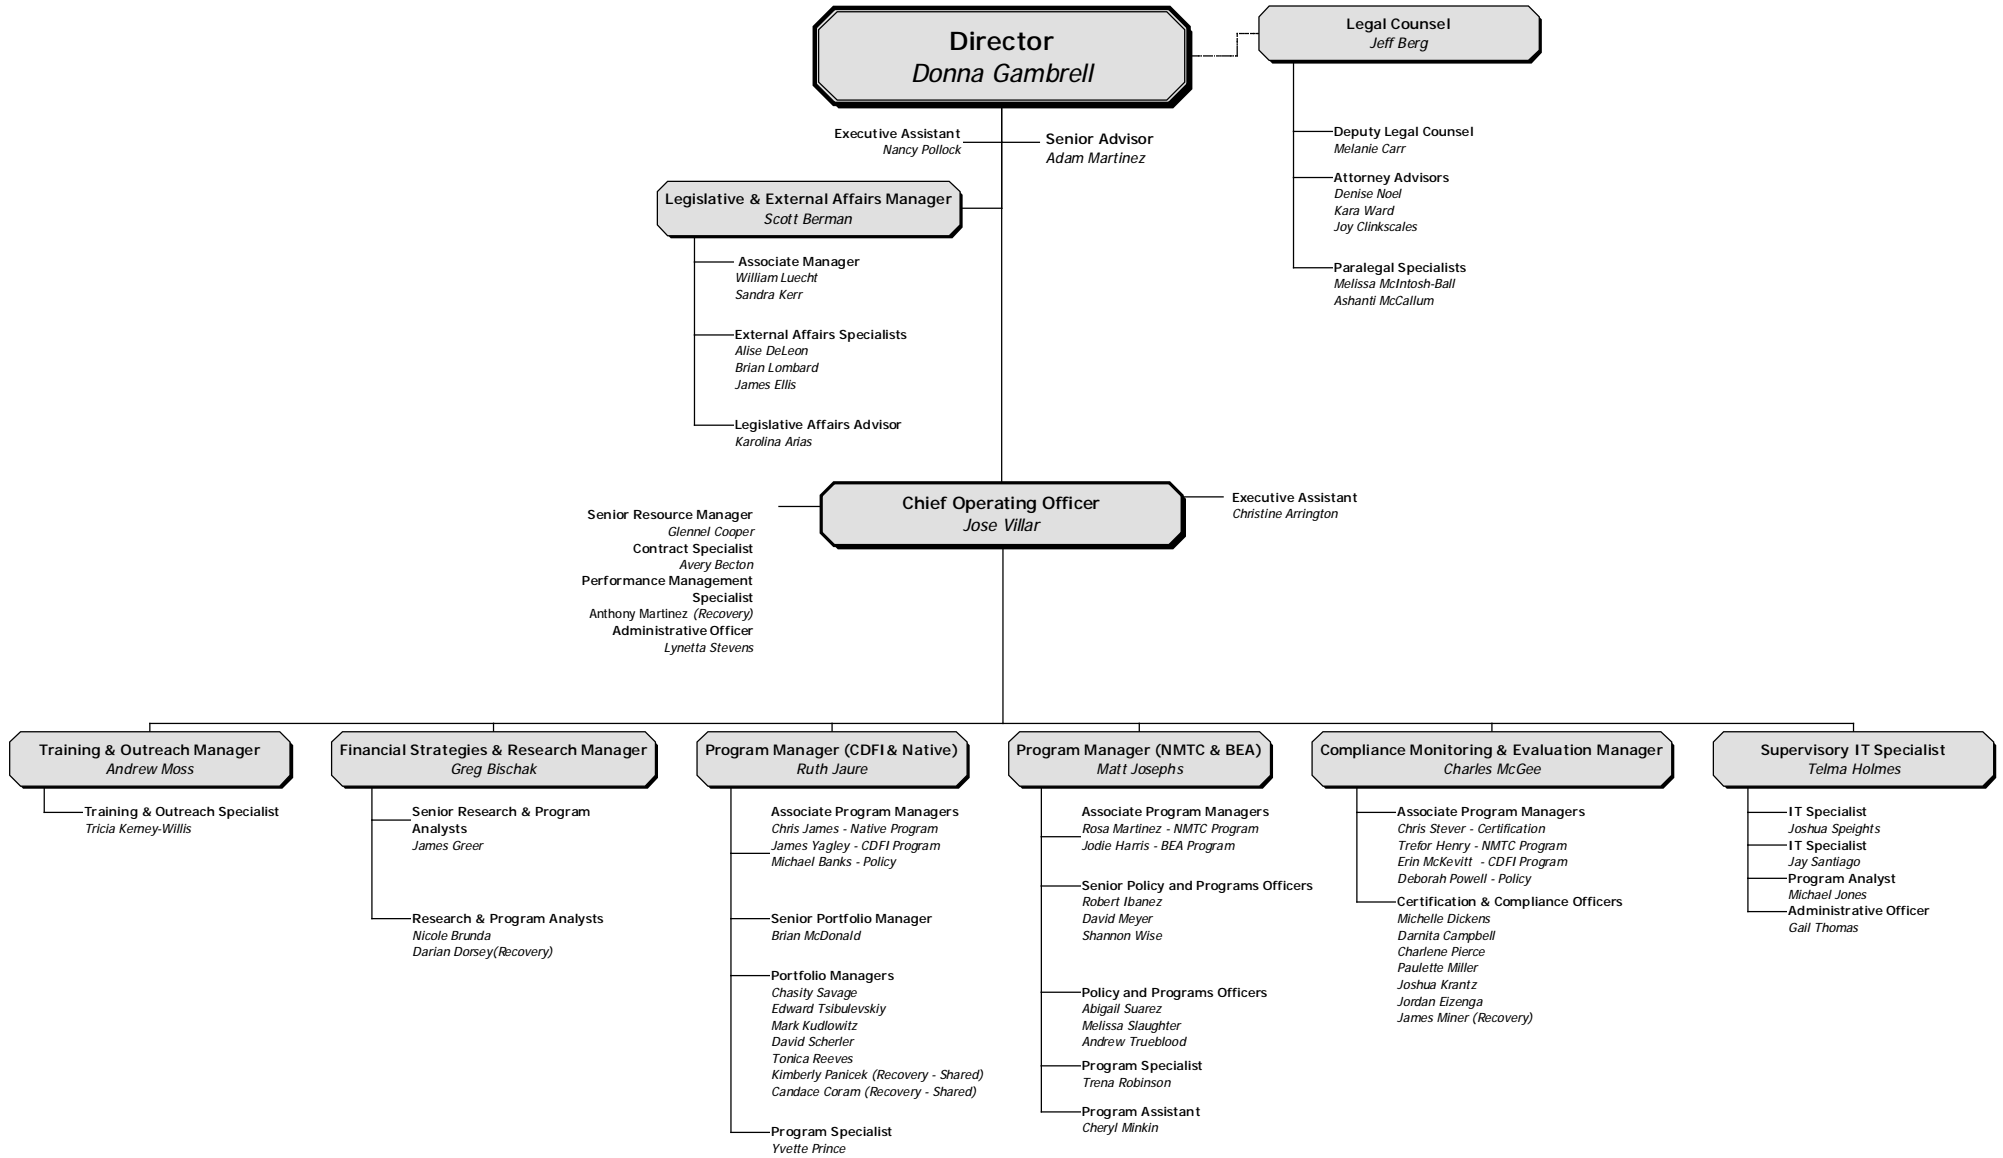 Director
Donna Gambrell
Legal Counsel
Jeff Berg
Deputy Legal Counsel
Melanie Carr
Attorney Advisors
Denise Noel
Kara Ward
Joy Clinkscales
Paralegal Specialists
Melissa McIntosh-Ball
Ashanti McCallum
Executive Assistant
Nancy Pollock
Senior Advisor
Adam Martinez
Legislative & External Affairs Manager
Scott Berman
Associate Manager
William Luecht
Sandra Kerr
External Affairs Specialists
Alise DeLeon
Brian Lombard
James Ellis
Legislative Affairs Advisor
Karolina Arias
Chief Operating Officer
Jose Villar
Executive Assistant
Christine Arrington
Senior Resource Manager
Glennel Cooper
Contract Specialist
Avery Becton
Performance Management
Specialist
Anthony Martinez (Recovery)
Administrative Officer
Lynetta Stevens
Training & Outreach Manager
Andrew Moss
Training & Outreach Specialist
Tricia Kerney-Willis
Financial Strategies & Research Manager
Greg Bischak
Senior Research & Program
Analysts
James Greer
Research & Program Analysts
Nicole Brunda
Darian Dorsey(Recovery)
Program Manager (CDFI & Native)
Ruth Jaure
Associate Program Managers
Chris James - Native Program
James Yagley - CDFI Program
Michael Banks - Policy
Senior Portfolio Manager
Brian McDonald
Portfolio Managers
Chasity Savage
Edward Tsibulevskiy
Mark Kudlowitz
David Scherler
Tonica Reeves
Kimberly Panicek (Recovery - Shared)
Candace Coram (Recovery - Shared)
Program Specialist
Yvette Prince
Program Manager (NMTC & BEA)
Matt Josephs
Associate Program Managers
Rosa Martinez - NMTC Program
Jodie Harris - BEA Program
Senior Policy and Programs Officers
Robert Ibanez
David Meyer
Shannon Wise
Policy and Programs Officers
Abigail Suarez
Melissa Slaughter
Andrew Trueblood
Program Specialist
Trena Robinson
Program Assistant
Cheryl Minkin
Compliance Monitoring & Evaluation Manager
Charles McGee
Associate Program Managers
Chris Stever - Certification
Trefor Henry - NMTC Program
Erin McKevitt - CDFI Program
Deborah Powell - Policy
Certification & Compliance Officers
Michelle Dickens
Darnita Campbell
Charlene Pierce
Paulette Miller
Joshua Krantz
Jordan Eizenga
James Miner (Recovery)
Supervisory IT Specialist
Telma Holmes
IT Specialist
Joshua Speights
IT Specialist
Jay Santiago
Program Analyst
Michael Jones
Administrative Officer
Gail Thomas